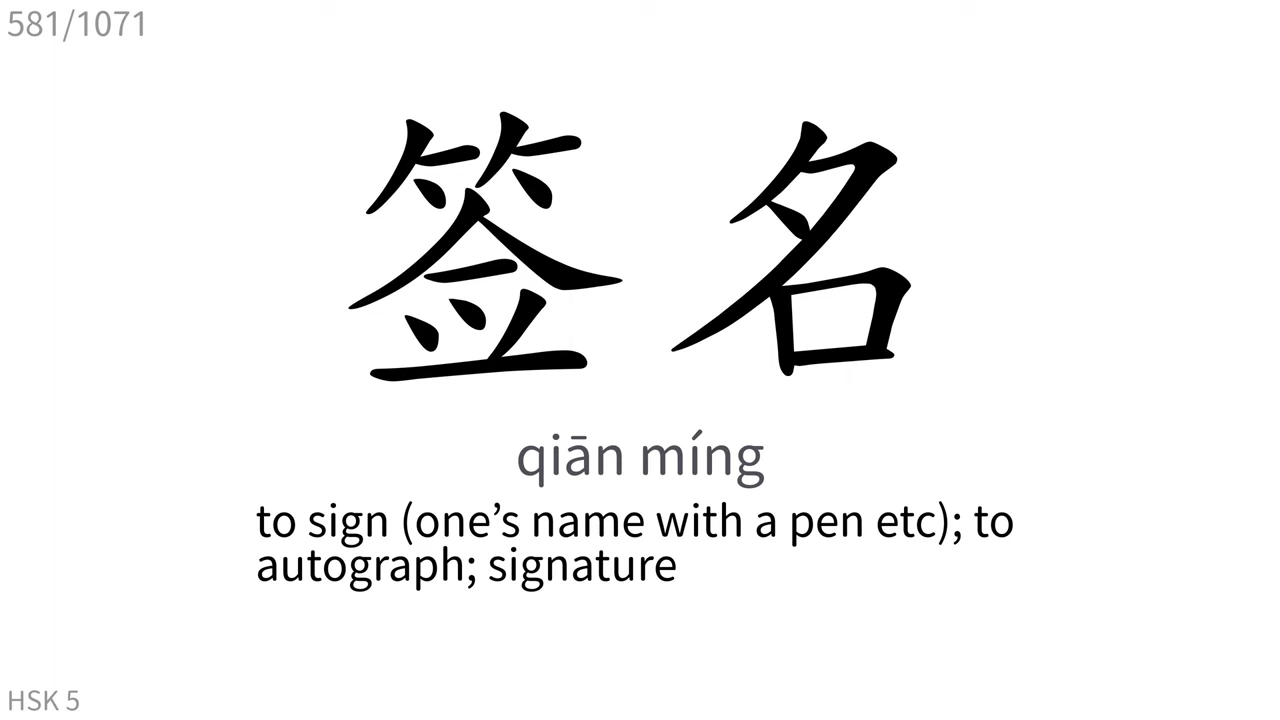 581/1071
签名
qiān míng
to sign (one’s name with a pen etc); to
autograph; signature
HSK 5